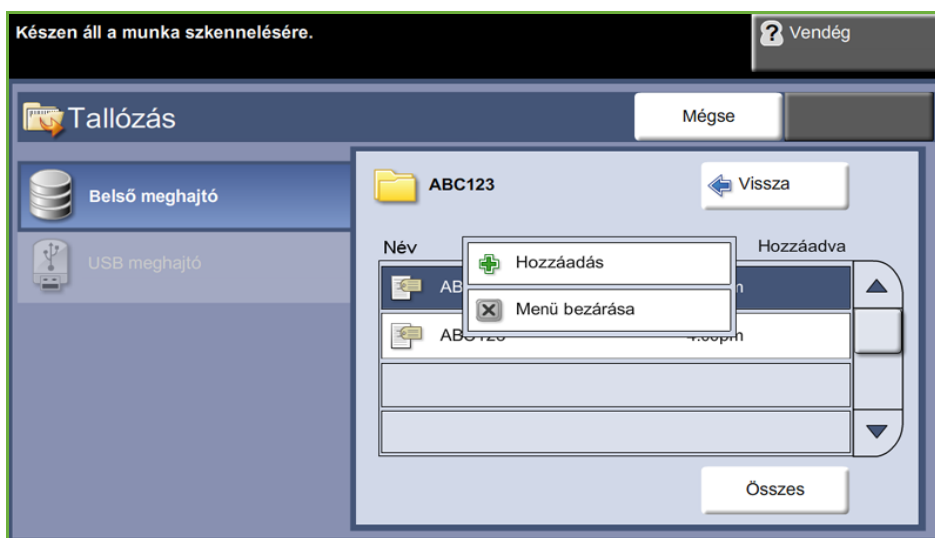 Készen áll a munka szkennelésére.
Vendég
Tallózás
Mégse
Belső meghajtó
USB meghajtó
ABC123
Vissza
Név
Hozzáadva
Hozzáadás
Menü bezárása
Összes